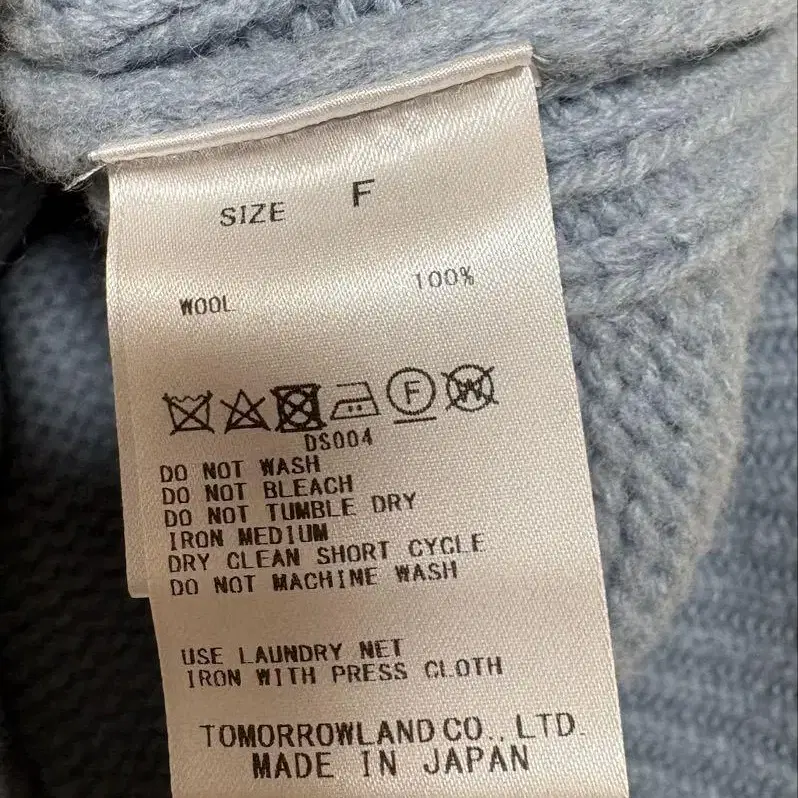 SIZE F
WOOL 100%
F W
DS004
DO NOT WASH
DO NOT BLEACH
DO NOT TUMBLE DRY
IRON MEDIUM
DRY CLEAN SHORT CYCLE
DO NOT MACHINE WASH
USE LAUNDRY NET
IRON WITH PRESS CLOTH
TOMORROWLAND CO., LTD.
MADE IN JAPAN